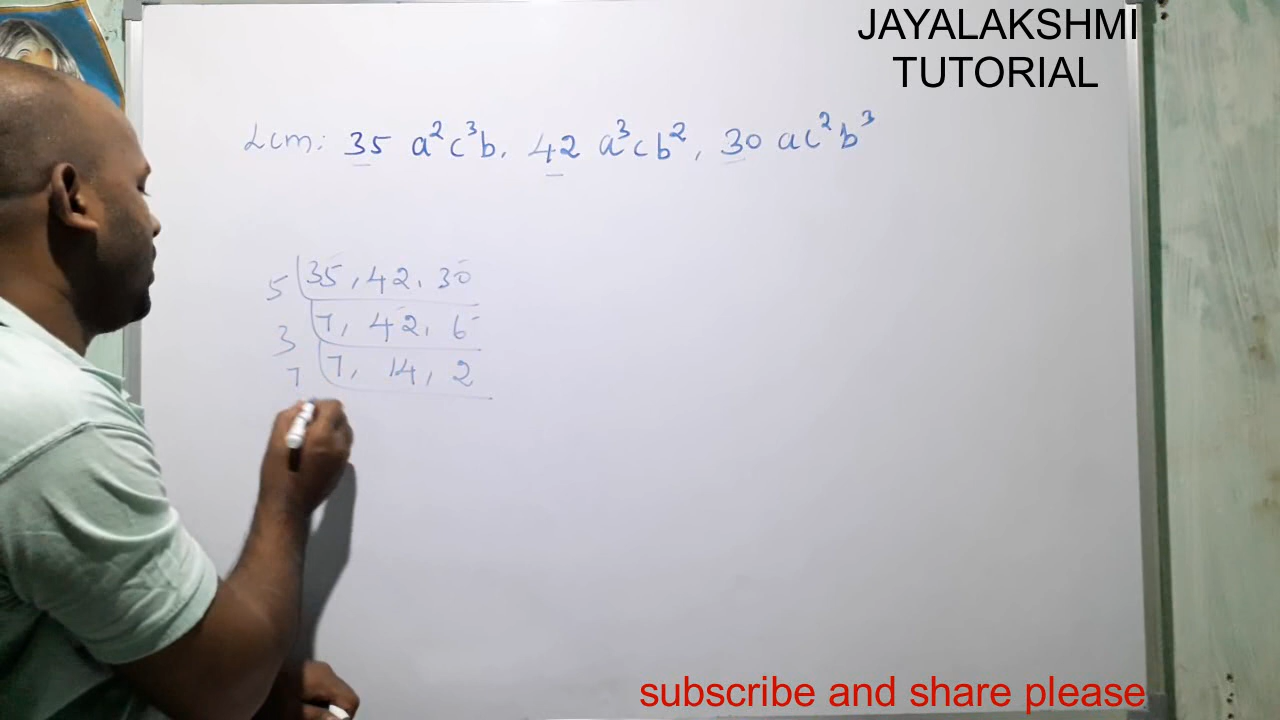 JAYALAKSHMI
TUTORIAL
Lcm: 35 a²c³b, 42 a³cb², 30 ac²b³
5 35, 42, 30
3 7, 42, 6
7 7, 14, 2
subscribe and share please